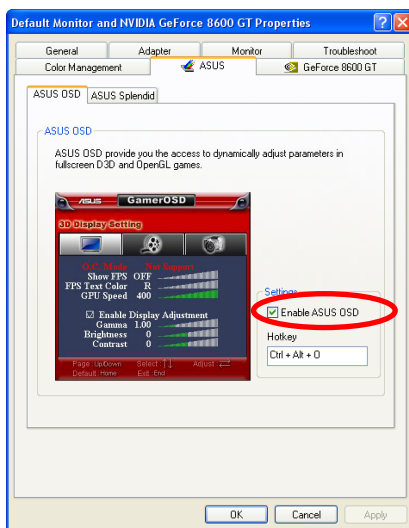 Default Monitor and NVIDIA GeForce 8600 GT Properties
General Adapter Monitor Troubleshoot
Color Management ASUS GeForce 8600 GT
ASUS OSD ASUS Splendid
ASUS OSD
ASUS OSD provide you the access to dynamically adjust parameters in
fullscreen D3D and OpenGL games.
ASUS GamerOSD
3D Display Setting
O.C. Mode Not Support
Show FPS OFF
FPS Text Color R
GPU Speed 400
Enable Display Adjustment
Gamma 1.00
Brightness 0
Contrast 0
Page :Up/Down Select :↑↓ Adjust :⇄
Default :Home Exit :End
Settings
Enable ASUS OSD
Hotkey
Ctrl + Alt + O
OK Cancel Apply